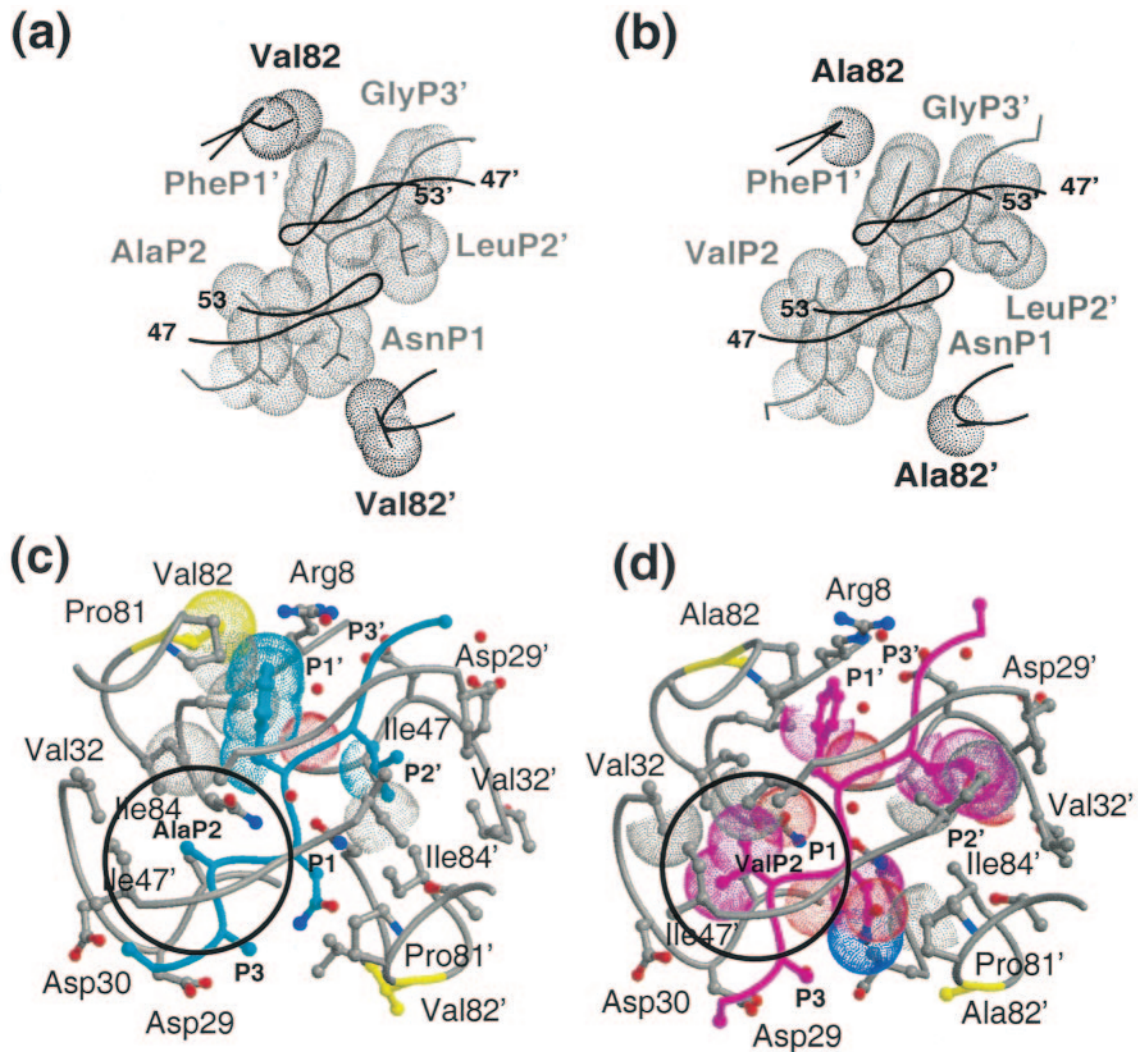 (a)
Val82
GlyP3’
PheP1’
47’
53’
AlaP2
LeuP2’
53
47
AsnP1
Val82’
(b)
Ala82
GlyP3’
PheP1’
47’
53’
ValP2
LeuP2’
53
47
AsnP1
Ala82’
(c)
Val82
Arg8
Pro81
P3’
P1’
Asp29’
Ile47
Val32
P2’
Val32’
Ile84
AlaP2
P1
Ile84’
Ile47’
Pro81’
Asp30
P3
Asp29
Val82’
(d)
Ala82
Arg8
P3’
P1’
Asp29’
Val32
Val32’
P2’
ValP2
P1
Ile84’
Ile47’
Pro81’
Asp30
P3
Asp29
Ala82’